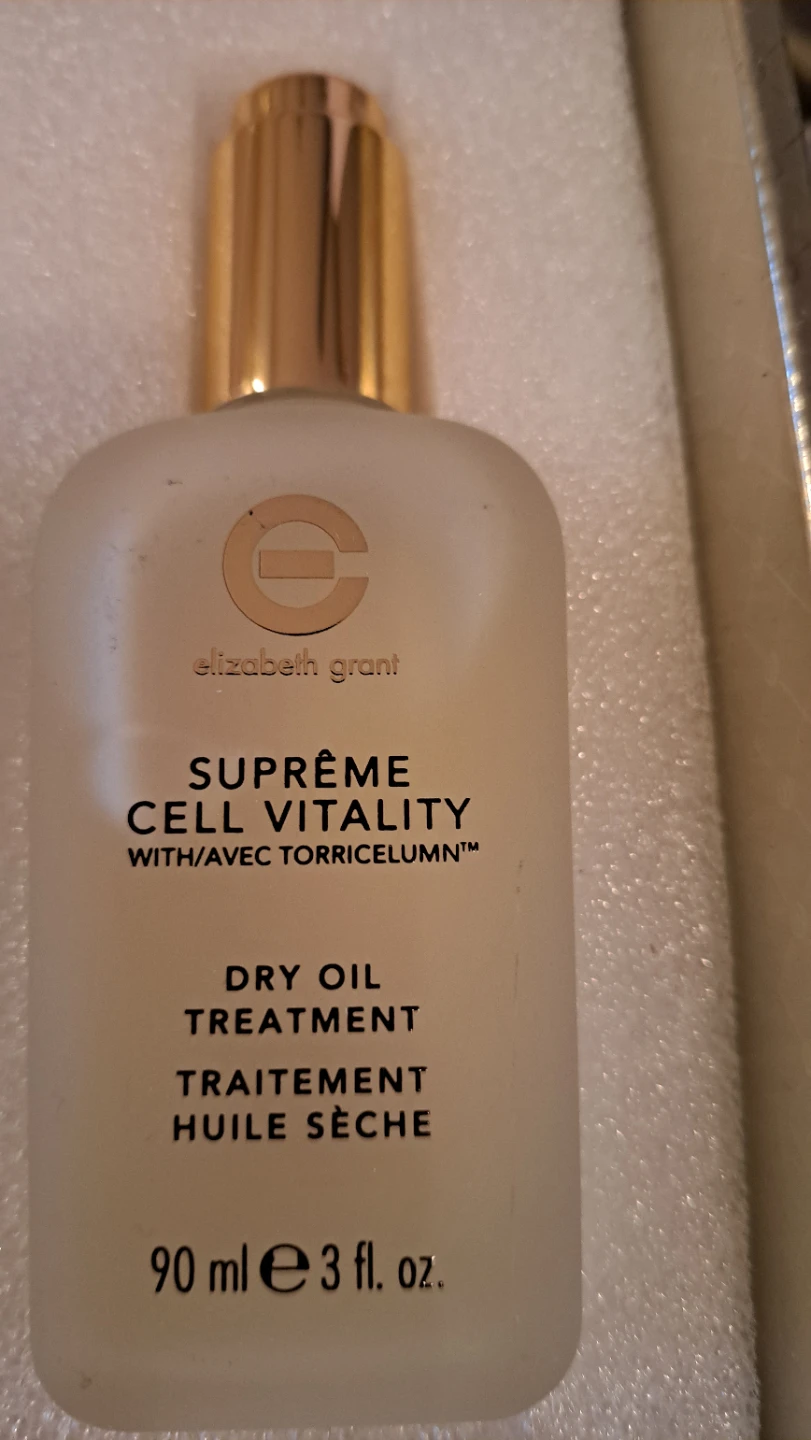 elizabeth grant
SUPRÊME
CELL VITALITY
WITH/AVEC TORRICELUMN™
DRY OIL
TREATMENT
TRAITEMENT
HUILE SÈCHE
90 ml e 3 fl. oz.